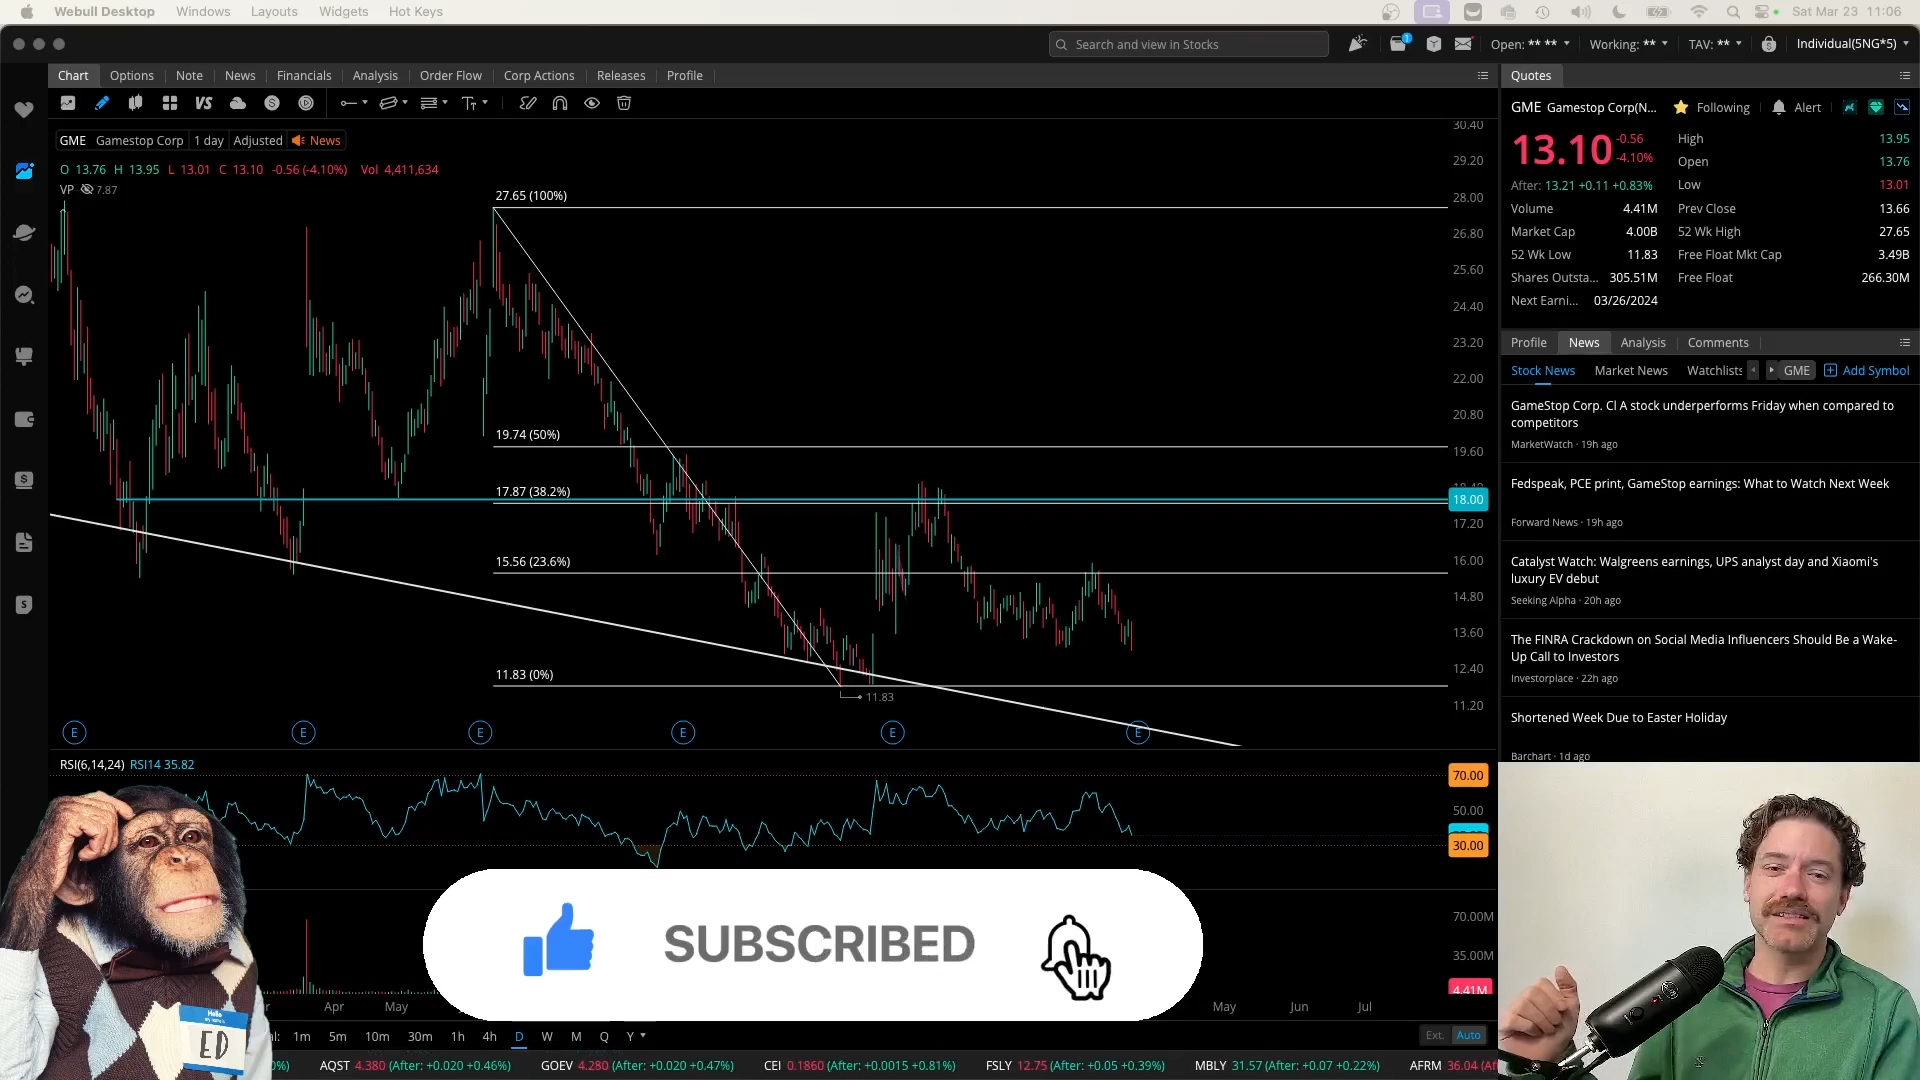 Webull Desktop Windows Layouts Widgets Hot Keys Sat Mar 23 11:06
Search and view in Stocks 1 Open: ** ** Working: ** TAV: ** Individual(5NG*5)
Chart Options Note News Financials Analysis Order Flow Corp Actions Releases Profile
VS
GME Gamestop Corp 1 day Adjusted News
O 13.76 H 13.95 L 13.01 C 13.10 -0.56 (-4.10%) Vol 4,411,634
VP 7.87
27.65 (100%)
19.74 (50%)
17.87 (38.2%)
15.56 (23.6%)
11.83 (0%)
11.83
30.40
29.20
28.00
26.80
25.60
24.40
23.20
22.00
20.80
19.60
18.00
17.20
16.00
14.80
13.60
12.40
11.20
E E E E E E
RSI(6,14,24) RSI14 35.82
70.00
50.00
30.00
70.00M
35.00M
4.41M
SUBSCRIBED
Apr May May Jun Jul
1m 5m 10m 30m 1h 4h D W M Q Y Ext. Auto
AQST 4.380 (After: +0.020 +0.46%) GOEV 4.280 (After: +0.020 +0.47%) CEI 0.1860 (After: +0.0015 +0.81%) FSLY 12.75 (After: +0.05 +0.39%) MBLY 31.57 (After: +0.07 +0.22%) AFRM 36.04
Hello
ED
Quotes
GME Gamestop Corp(N... Following Alert
13.10 -0.56
-4.10%
After: 13.21 +0.11 +0.83%
High 13.95
Open 13.76
Low 13.01
Volume 4.41M Prev Close 13.66
Market Cap 4.00B 52 Wk High 27.65
52 Wk Low 11.83 Free Float Mkt Cap 3.49B
Shares Outsta... 305.51M Free Float 266.30M
Next Earni... 03/26/2024
Profile News Analysis Comments
Stock News Market News Watchlists GME Add Symbol
GameStop Corp. Cl A stock underperforms Friday when compared to
competitors
MarketWatch · 19h ago
Fedspeak, PCE print, GameStop earnings: What to Watch Next Week
Forward News · 19h ago
Catalyst Watch: Walgreens earnings, UPS analyst day and Xiaomi's
luxury EV debut
Seeking Alpha · 20h ago
The FINRA Crackdown on Social Media Influencers Should Be a Wake-
Up Call to Investors
Investorplace · 22h ago
Shortened Week Due to Easter Holiday
Barchart · 1d ago